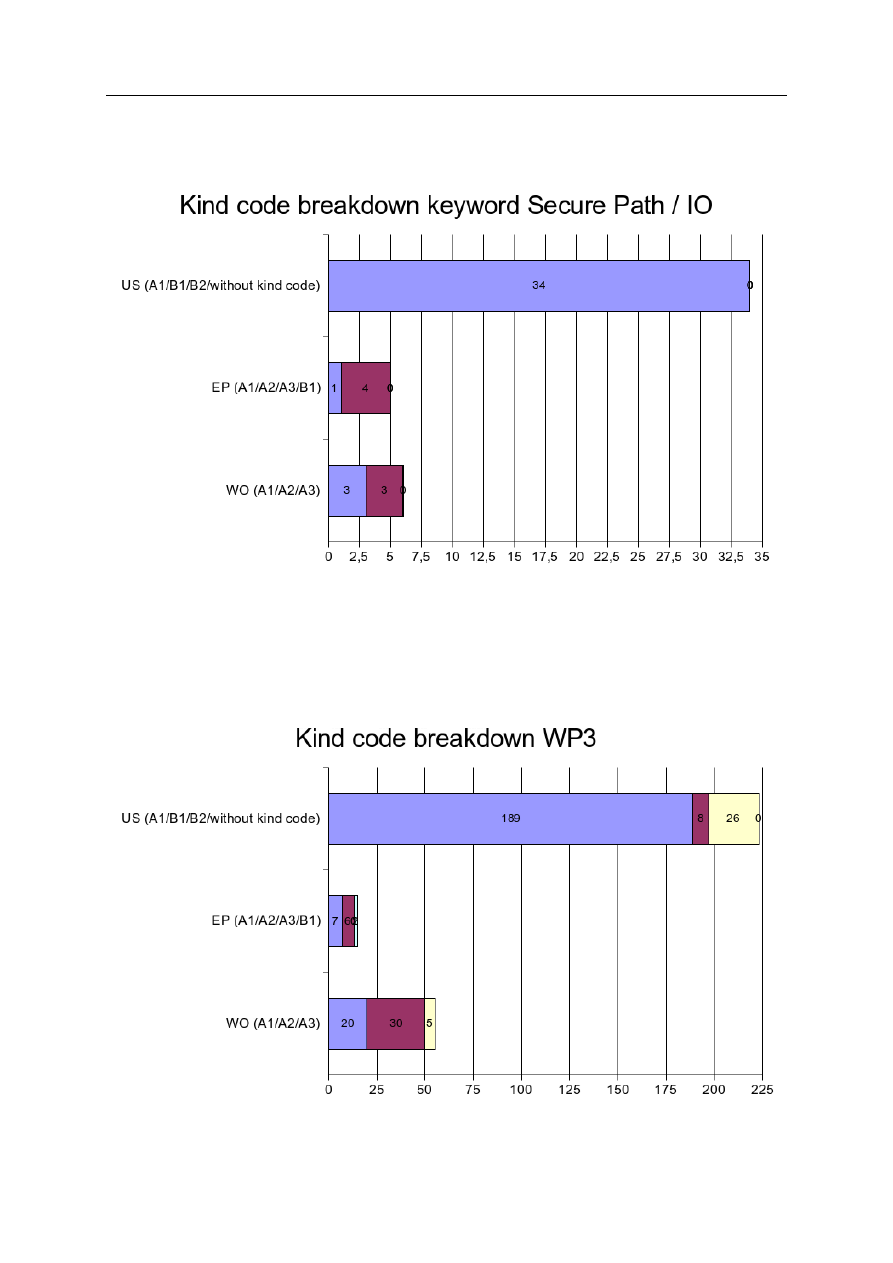 Kind code breakdown keyword Secure Path / IO
US (A1/B1/B2/without kind code) 34 0
EP (A1/A2/A3/B1) 1 4 0
WO (A1/A2/A3) 3 3 0
0 2,5 5 7,5 10 12,5 15 17,5 20 22,5 25 27,5 30 32,5 35
Kind code breakdown WP3
US (A1/B1/B2/without kind code) 189 8 26 0
EP (A1/A2/A3/B1) 7 6
WO (A1/A2/A3) 20 30 5
0 25 50 75 100 125 150 175 200 225